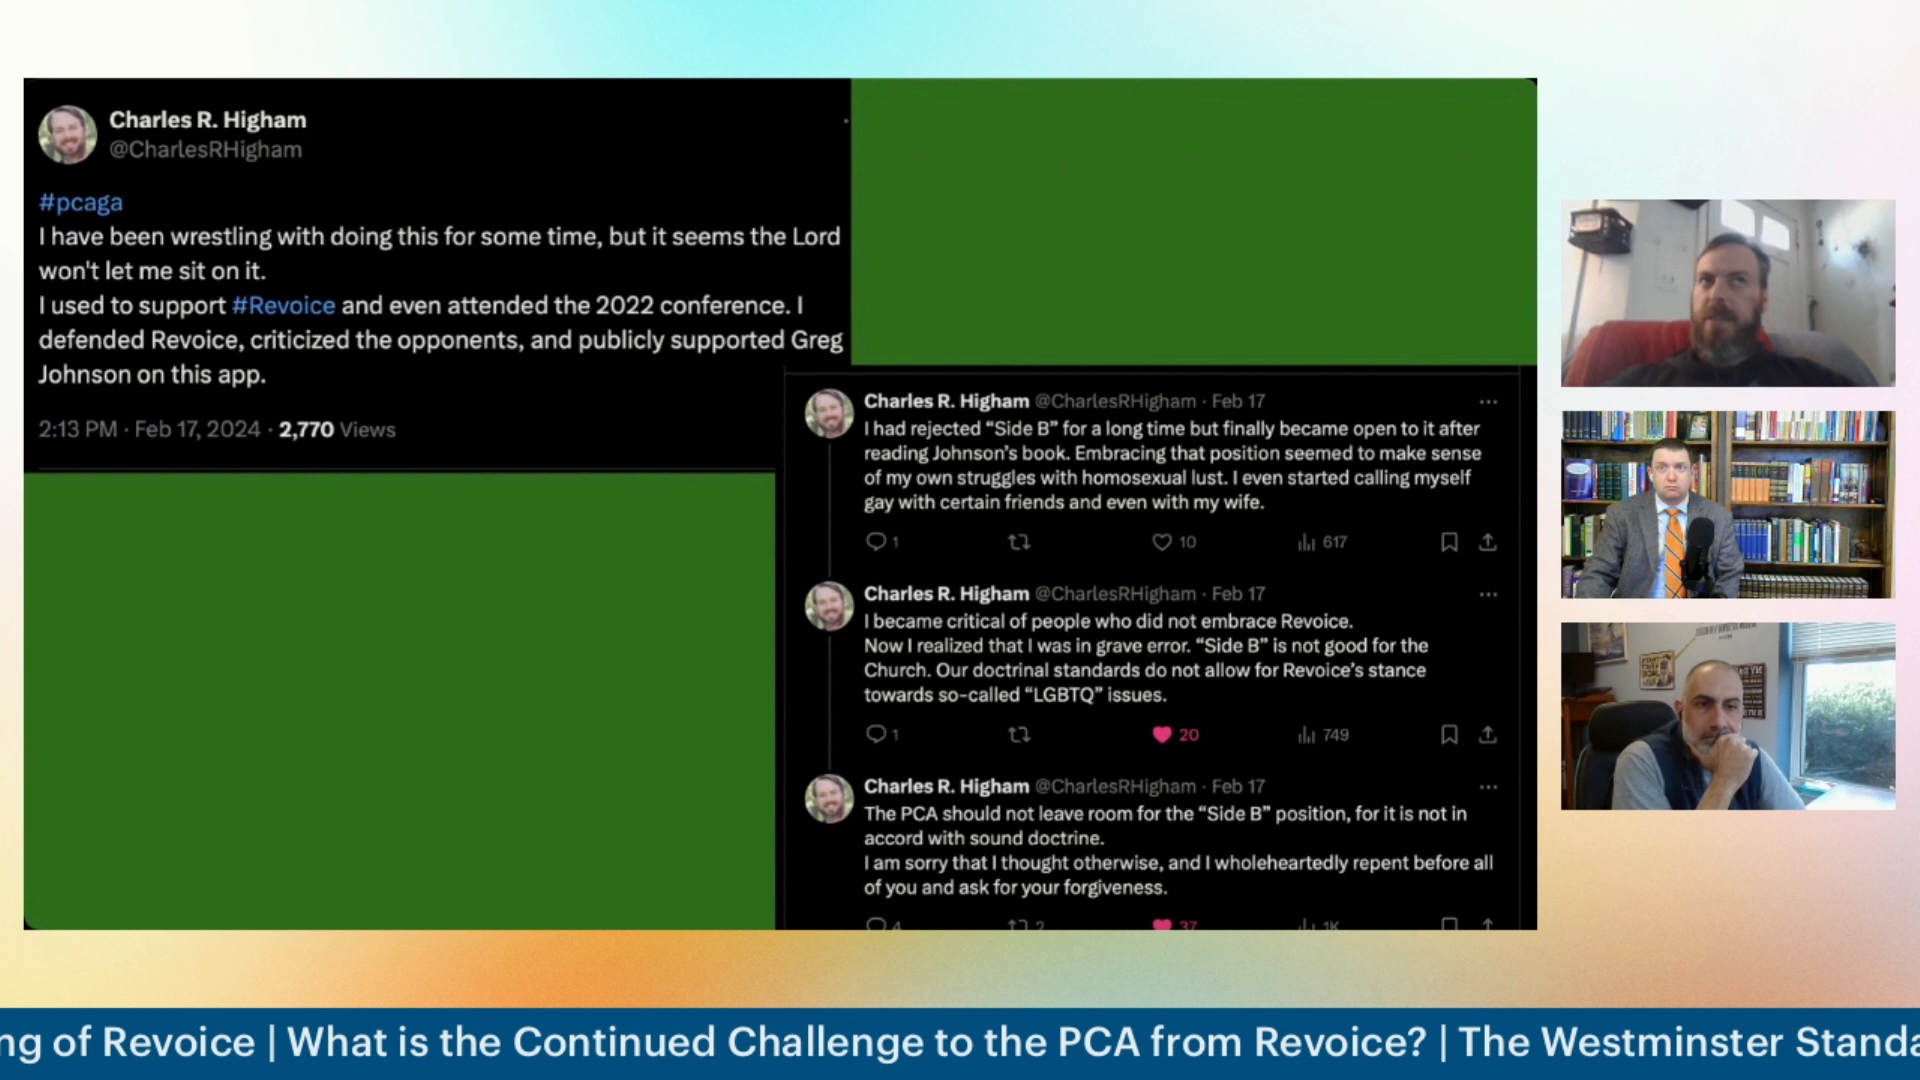 Charles R. Higham
@CharlesRHigham
#pcaga
I have been wrestling with doing this for some time, but it seems the Lord
won't let me sit on it.
I used to support #Revoice and even attended the 2022 conference. I
defended Revoice, criticized the opponents, and publicly supported Greg
Johnson on this app.
2:13 PM · Feb 17, 2024 · 2,770 Views
Charles R. Higham @CharlesRHigham · Feb 17
I had rejected “Side B” for a long time but finally became open to it after
reading Johnson’s book. Embracing that position seemed to make sense
of my own struggles with homosexual lust. I even started calling myself
gay with certain friends and even with my wife.
1 10 617
Charles R. Higham @CharlesRHigham · Feb 17
I became critical of people who did not embrace Revoice.
Now I realized that I was in grave error. “Side B” is not good for the
Church. Our doctrinal standards do not allow for Revoice’s stance
towards so-called “LGBTQ” issues.
1 20 749
Charles R. Higham @CharlesRHigham · Feb 17
The PCA should not leave room for the “Side B” position, for it is not in
accord with sound doctrine.
I am sorry that I thought otherwise, and I wholeheartedly repent before all
of you and ask for your forgiveness.
4 2 37 1K
ng of Revoice | What is the Continued Challenge to the PCA from Revoice? | The Westminster Standa